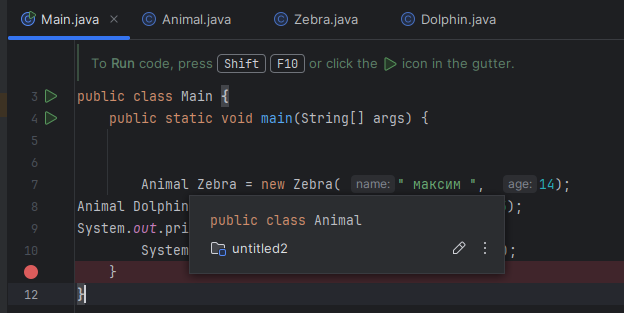 Main.java Animal.java Zebra.java Dolphin.java
To Run code, press Shift F10 or click the icon in the gutter.
3 public class Main {
4 public static void main(String[] args) {
5
6
7 Animal Zebra = new Zebra( name: " максим ", age: 14);
8 Animal Dolphin );
9 System.out.pri
10 System );
}
12 }
public class Animal
untitled2